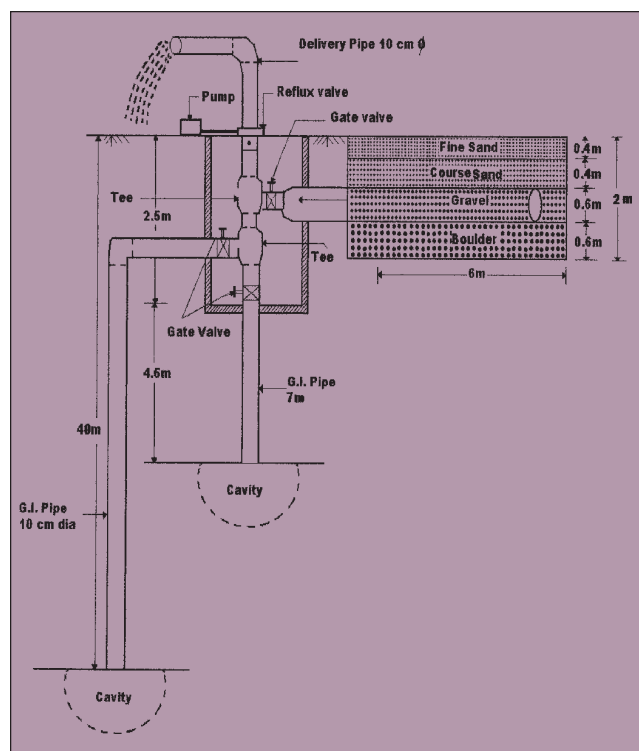 Delivery Pipe 10 cm ϕ
Reflux valve
Pump
Gate valve
Fine Sand
0.4m
Course Sand
0.4m
2 m
Tee
Gravel
0.6m
2.5m
Boulder
0.6m
Tee
6m
Gate Valve
4.5m
G.I. Pipe
7m
40m
Cavity
G.I. Pipe
10 cm dia
Cavity